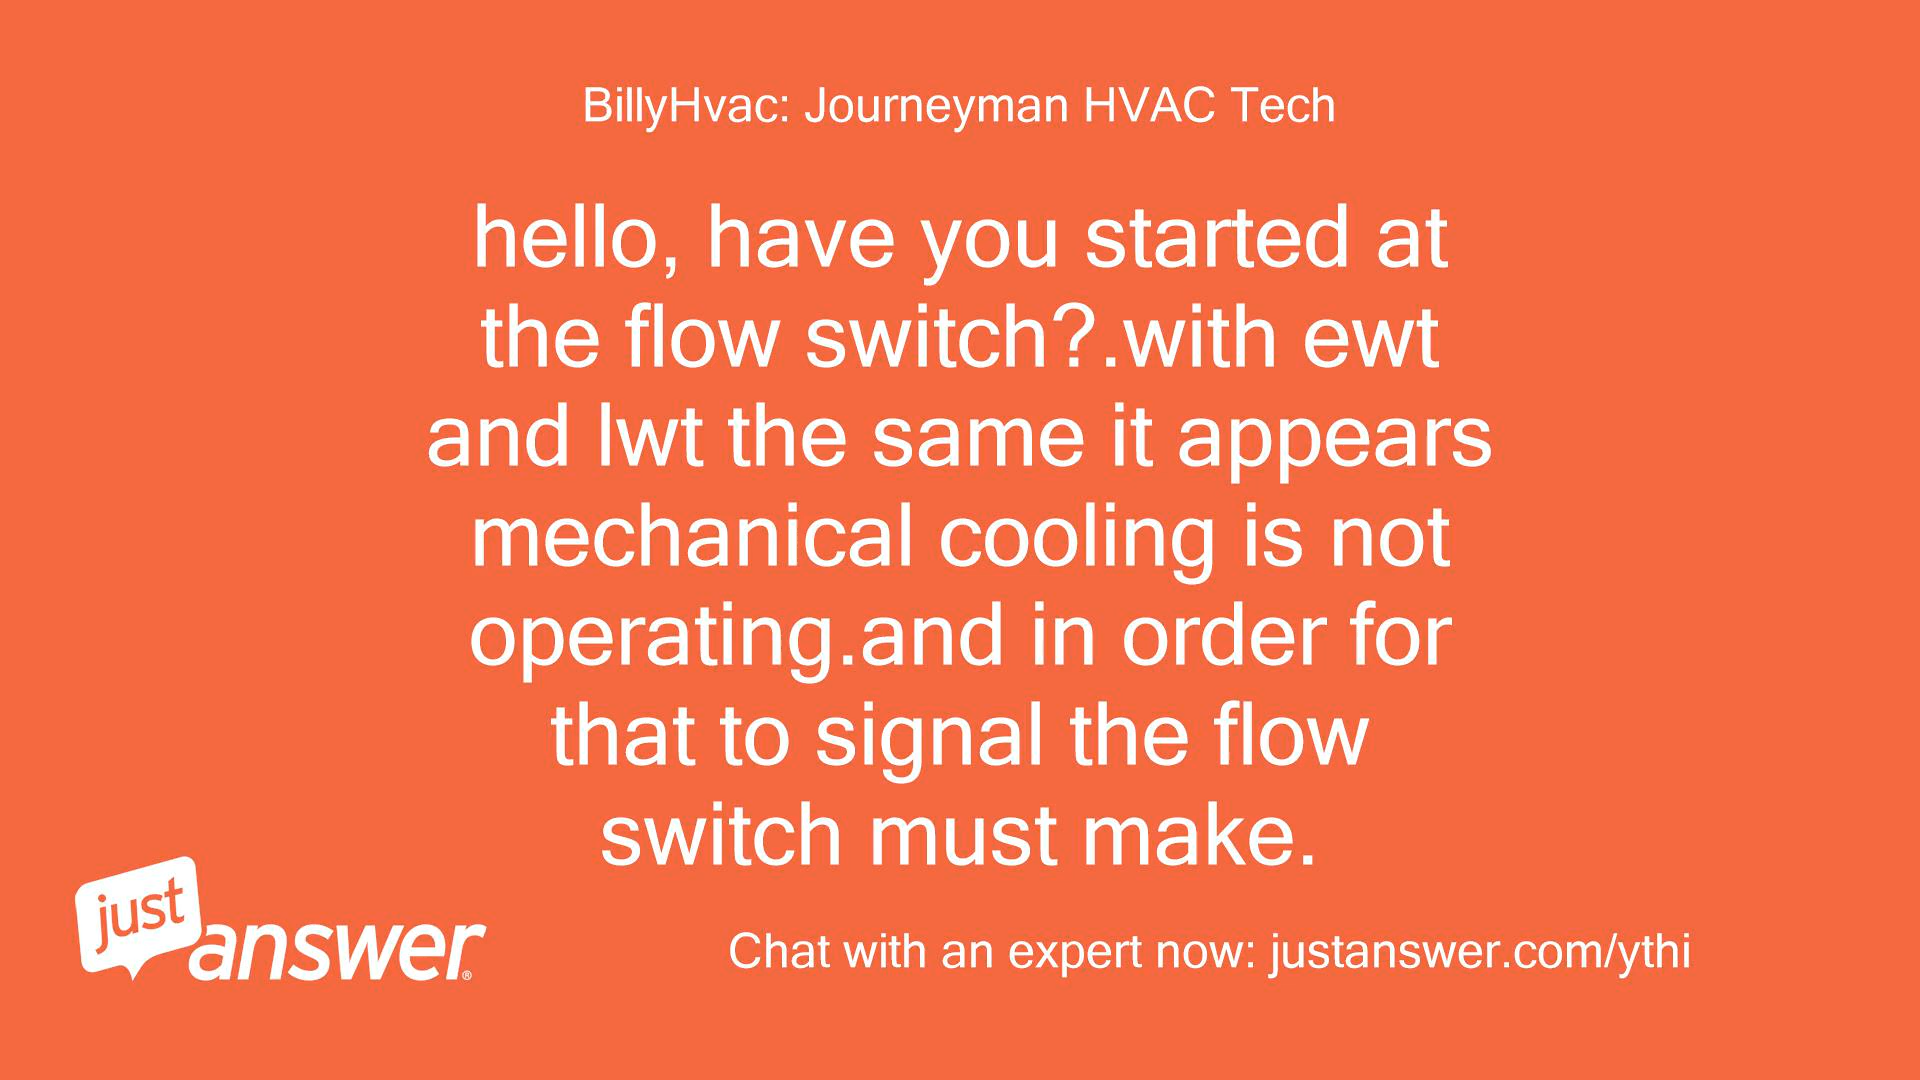 BillyHvac: Journeyman HVAC Tech
hello, have you started at
the flow switch?.with ewt
and lwt the same it appears
mechanical cooling is not
operating.and in order for
that to signal the flow
switch must make.
just
answer®
Chat with an expert now: justanswer.com/ythi